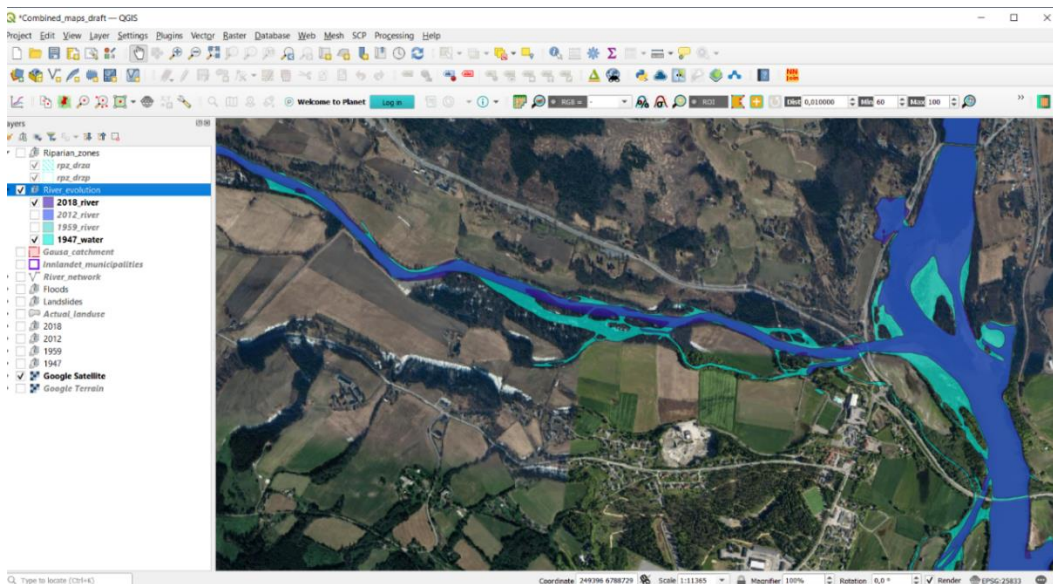 *Combined_maps_draft — QGIS
Project Edit View Layer Settings Plugins Vector Raster Database Web Mesh SCP Processing Help
Welcome to Planet Log in RGB = - ROI Dist 0,010000 Min 60 Max 100
ayers
Riparian_zones
rpz_drza
rpz_drzp
River_evolution
2018_river
2012_river
1959_river
1947_water
Gausa_catchment
Innlandet_municipalities
River_network
Floods
Landslides
Actual_landuse
2018
2012
1959
1947
Google Satellite
Google Terrain
Type to locate (Ctrl+K) Coordinate 249396 6788729 Scale 1:11365 Magnifier 100% Rotation 0,0 ° Render EPSG:25833